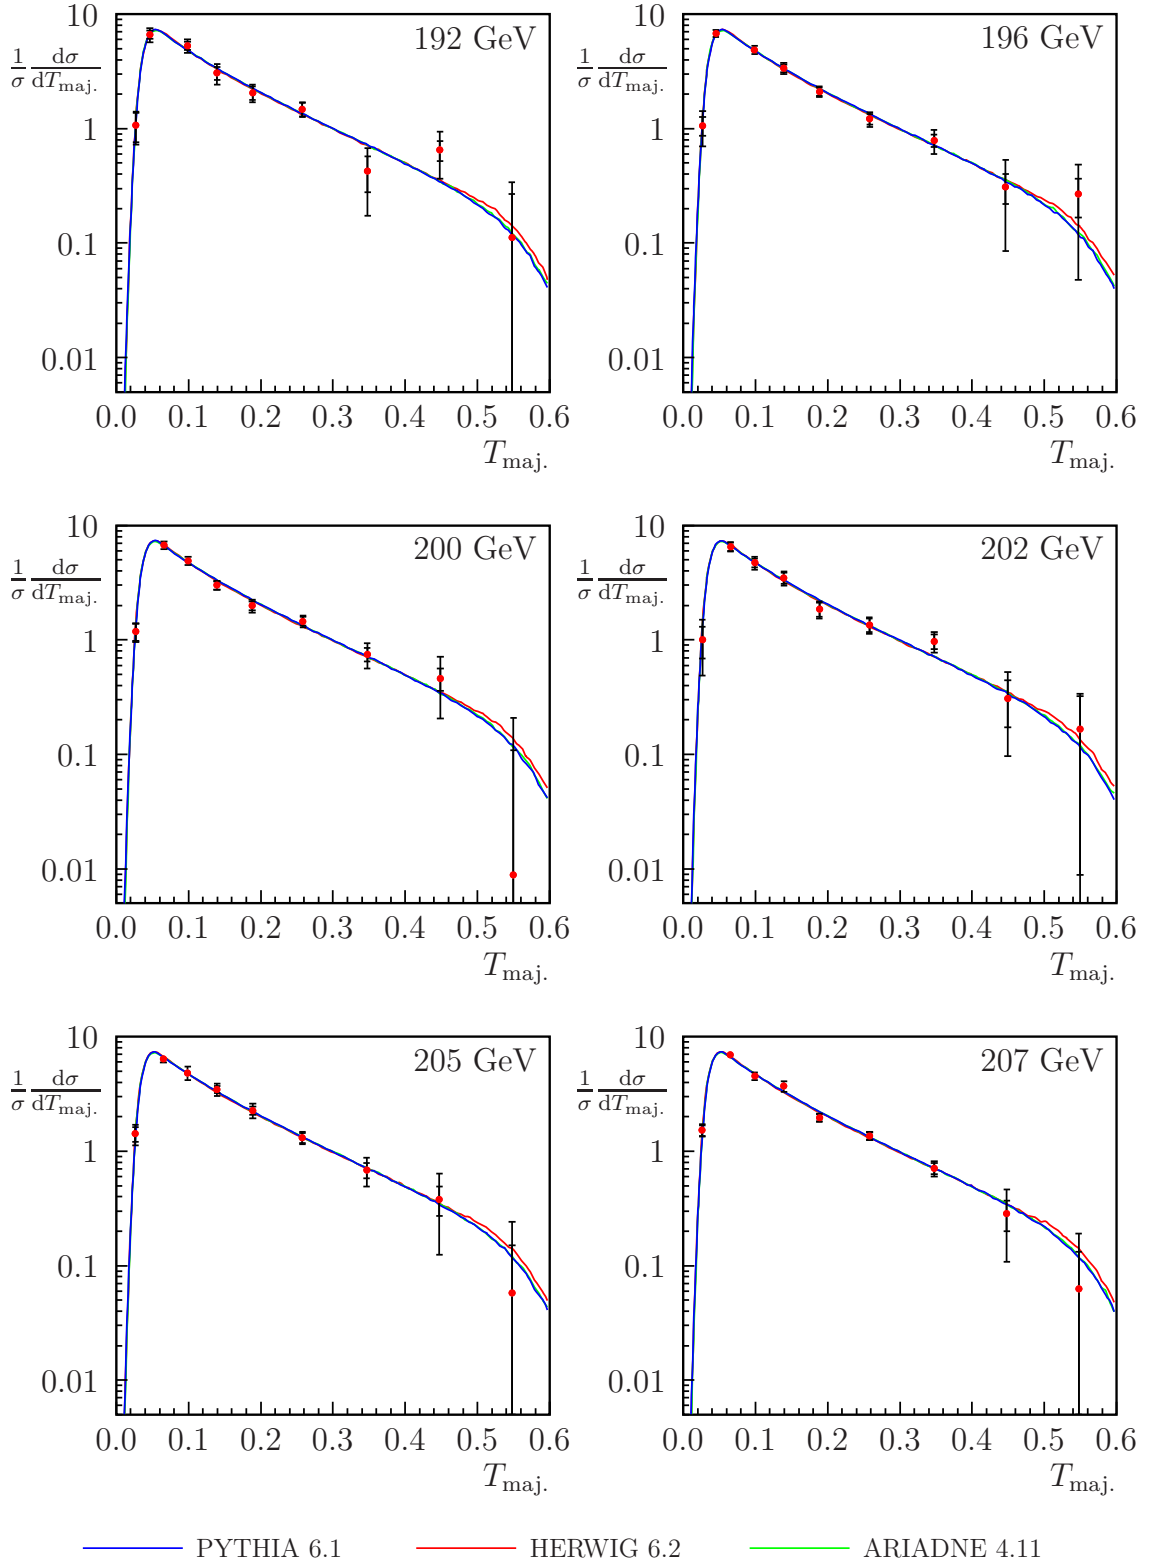 10
1
0.1
0.01
1/σ dσ/dT_maj.
192 GeV
0.0 0.1 0.2 0.3 0.4 0.5 0.6
T_maj.
10
1
0.1
0.01
1/σ dσ/dT_maj.
196 GeV
0.0 0.1 0.2 0.3 0.4 0.5 0.6
T_maj.
10
1
0.1
0.01
1/σ dσ/dT_maj.
200 GeV
0.0 0.1 0.2 0.3 0.4 0.5 0.6
T_maj.
10
1
0.1
0.01
1/σ dσ/dT_maj.
202 GeV
0.0 0.1 0.2 0.3 0.4 0.5 0.6
T_maj.
10
1
0.1
0.01
1/σ dσ/dT_maj.
205 GeV
0.0 0.1 0.2 0.3 0.4 0.5 0.6
T_maj.
10
1
0.1
0.01
1/σ dσ/dT_maj.
207 GeV
0.0 0.1 0.2 0.3 0.4 0.5 0.6
T_maj.
PYTHIA 6.1 HERWIG 6.2 ARIADNE 4.11